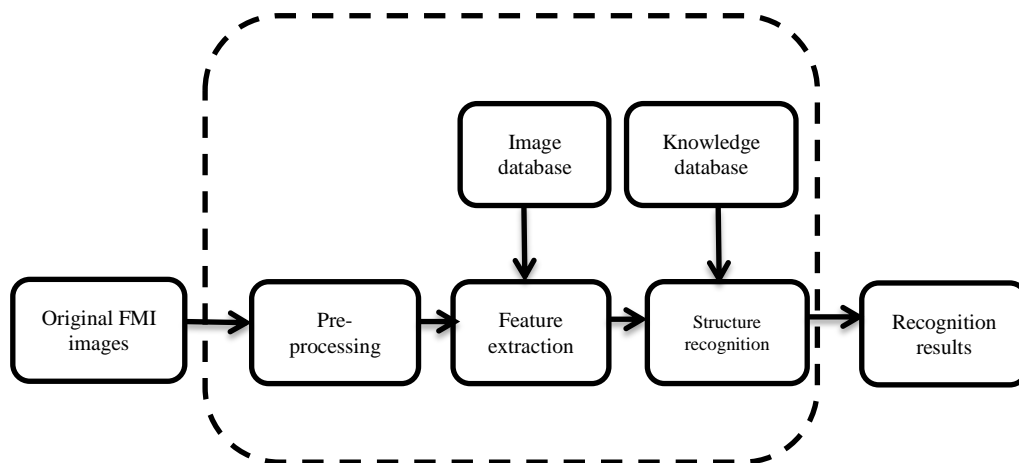 Image
database
Knowledge
database
Original FMI
images
Pre-
processing
Feature
extraction
Structure
recognition
Recognition
results